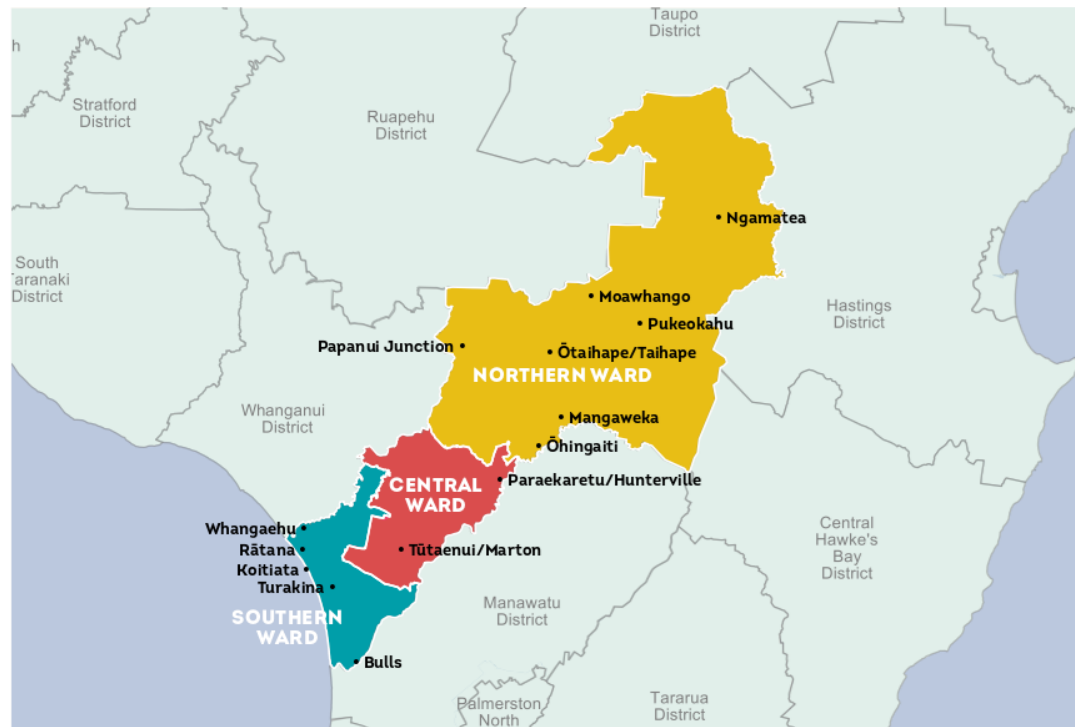 Taupo
District
h
Stratford
District
Ruapehu
District
Ngamatea
South
Taranaki
District
Moawhango
Hastings
District
Pukeokahu
Papanui Junction
Ōtaihape/Taihape
NORTHERN WARD
Whanganui
District
Mangaweka
Ōhingaiti
CENTRAL
WARD
Paraekaretu/Hunterville
Whangaehu
Rātana
Tūtaenui/Marton
Central
Hawke's
Bay
District
Koitiata
Turakina
SOUTHERN
WARD
Manawatu
District
Bulls
Palmerston
North
Tararua
District